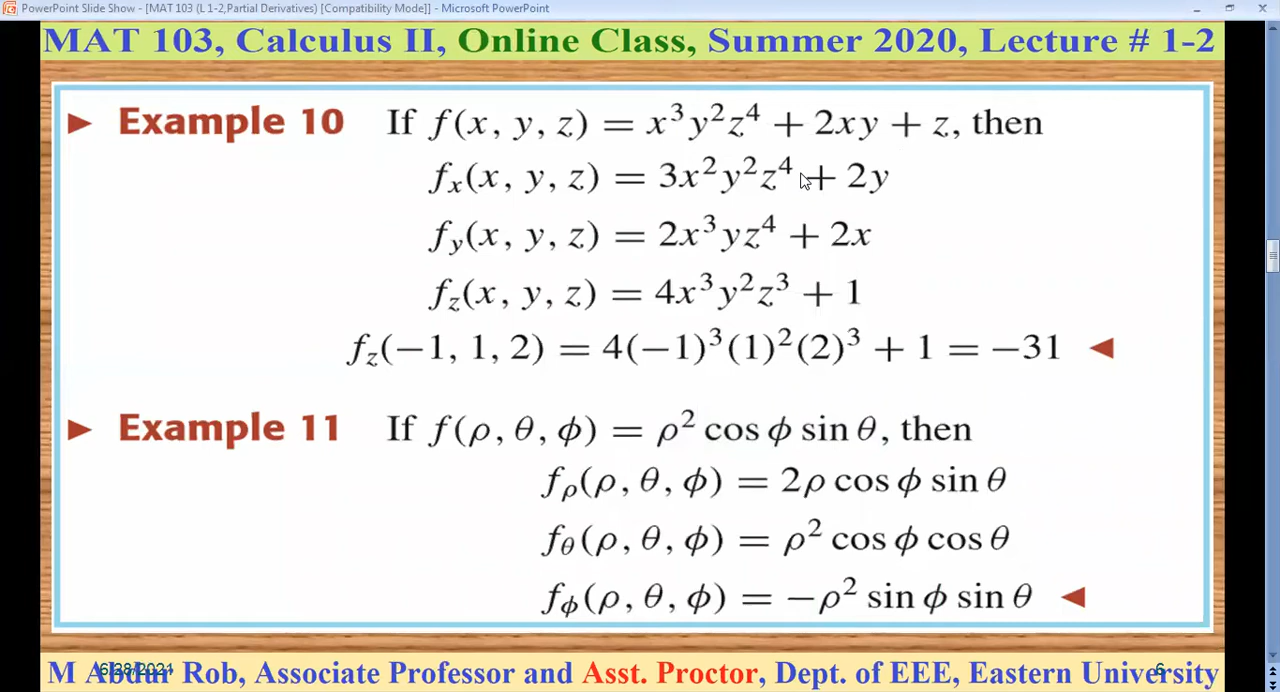 PowerPoint Slide Show - [MAT 103 (L 1-2,Partial Derivatives) [Compatibility Mode]] - Microsoft PowerPoint
MAT 103, Calculus II, Online Class, Summer 2020, Lecture # 1-2
► Example 10 If f(x, y, z) = x³y²z⁴ + 2xy + z, then
fₓ(x, y, z) = 3x²y²z⁴ + 2y
f_y(x, y, z) = 2x³yz⁴ + 2x
f_z(x, y, z) = 4x³y²z³ + 1
f_z(−1, 1, 2) = 4(−1)³(1)²(2)³ + 1 = −31 ◄
► Example 11 If f(ρ, θ, ϕ) = ρ² cos ϕ sin θ, then
f_ρ(ρ, θ, ϕ) = 2ρ cos ϕ sin θ
f_θ(ρ, θ, ϕ) = ρ² cos ϕ cos θ
f_ϕ(ρ, θ, ϕ) = −ρ² sin ϕ sin θ ◄
6/28/2021
6
M Abdur Rob, Associate Professor and Asst. Proctor, Dept. of EEE, Eastern University